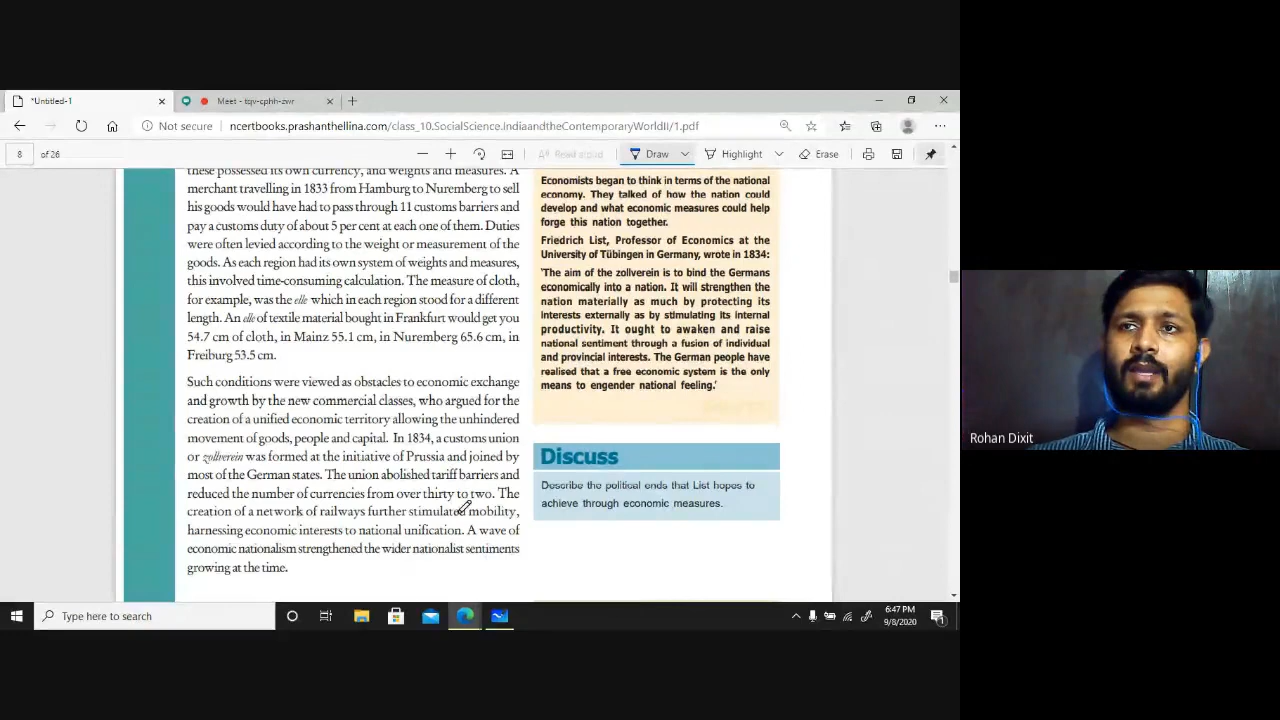 *Untitled-1
Meet - tqv-cphh-zwr
Not secure
ncertbooks.prashanthellina.com/class_10.SocialScience.IndiaandtheContemporaryWorldII/1.pdf
8 of 26
Read aloud
Draw
Highlight
Erase
these possessed its own currency, and weights and measures. A
merchant travelling in 1833 from Hamburg to Nuremberg to sell
his goods would have had to pass through 11 customs barriers and
pay a customs duty of about 5 per cent at each one of them. Duties
were often levied according to the weight or measurement of the
goods. As each region had its own system of weights and measures,
this involved time-consuming calculation. The measure of cloth,
for example, was the elle which in each region stood for a different
length. An elle of textile material bought in Frankfurt would get you
54.7 cm of cloth, in Mainz 55.1 cm, in Nuremberg 65.6 cm, in
Freiburg 53.5 cm.
Such conditions were viewed as obstacles to economic exchange
and growth by the new commercial classes, who argued for the
creation of a unified economic territory allowing the unhindered
movement of goods, people and capital. In 1834, a customs union
or zollverein was formed at the initiative of Prussia and joined by
most of the German states. The union abolished tariff barriers and
reduced the number of currencies from over thirty to two. The
creation of a network of railways further stimulated mobility,
harnessing economic interests to national unification. A wave of
economic nationalism strengthened the wider nationalist sentiments
growing at the time.
Economists began to think in terms of the national
economy. They talked of how the nation could
develop and what economic measures could help
forge this nation together.
Friedrich List, Professor of Economics at the
University of Tübingen in Germany, wrote in 1834:
‘The aim of the zollverein is to bind the Germans
economically into a nation. It will strengthen the
nation materially as much by protecting its
interests externally as by stimulating its internal
productivity. It ought to awaken and raise
national sentiment through a fusion of individual
and provincial interests. The German people have
realised that a free economic system is the only
means to engender national feeling.’
Discuss
Describe the political ends that List hopes to
achieve through economic measures.
Rohan Dixit
Type here to search
6:47 PM
9/8/2020
1